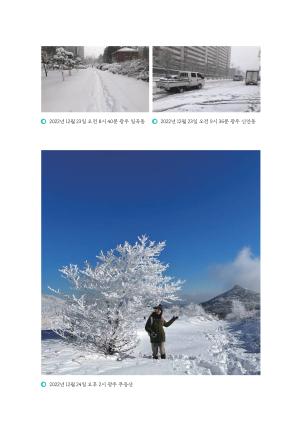 2022년 12월 23일 오전 8시 40분 광주 일곡동
2022년 12월 23일 오전 9시 36분 광주 신안동
2022년 12월 24일 오후 2시 광주 무등산